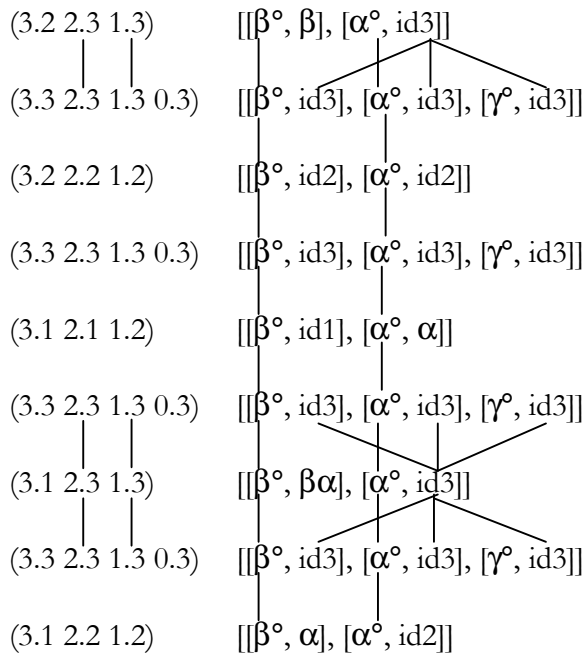 (3.2 2.3 1.3) [[β°, β], [α°, id3]]
(3.3 2.3 1.3 0.3) [[β°, id3], [α°, id3], [γ°, id3]]
(3.2 2.2 1.2) [[β°, id2], [α°, id2]]
(3.3 2.3 1.3 0.3) [[β°, id3], [α°, id3], [γ°, id3]]
(3.1 2.1 1.2) [[β°, id1], [α°, α]]
(3.3 2.3 1.3 0.3) [[β°, id3], [α°, id3], [γ°, id3]]
(3.1 2.3 1.3) [[β°, βα], [α°, id3]]
(3.3 2.3 1.3 0.3) [[β°, id3], [α°, id3], [γ°, id3]]
(3.1 2.2 1.2) [[β°, α], [α°, id2]]